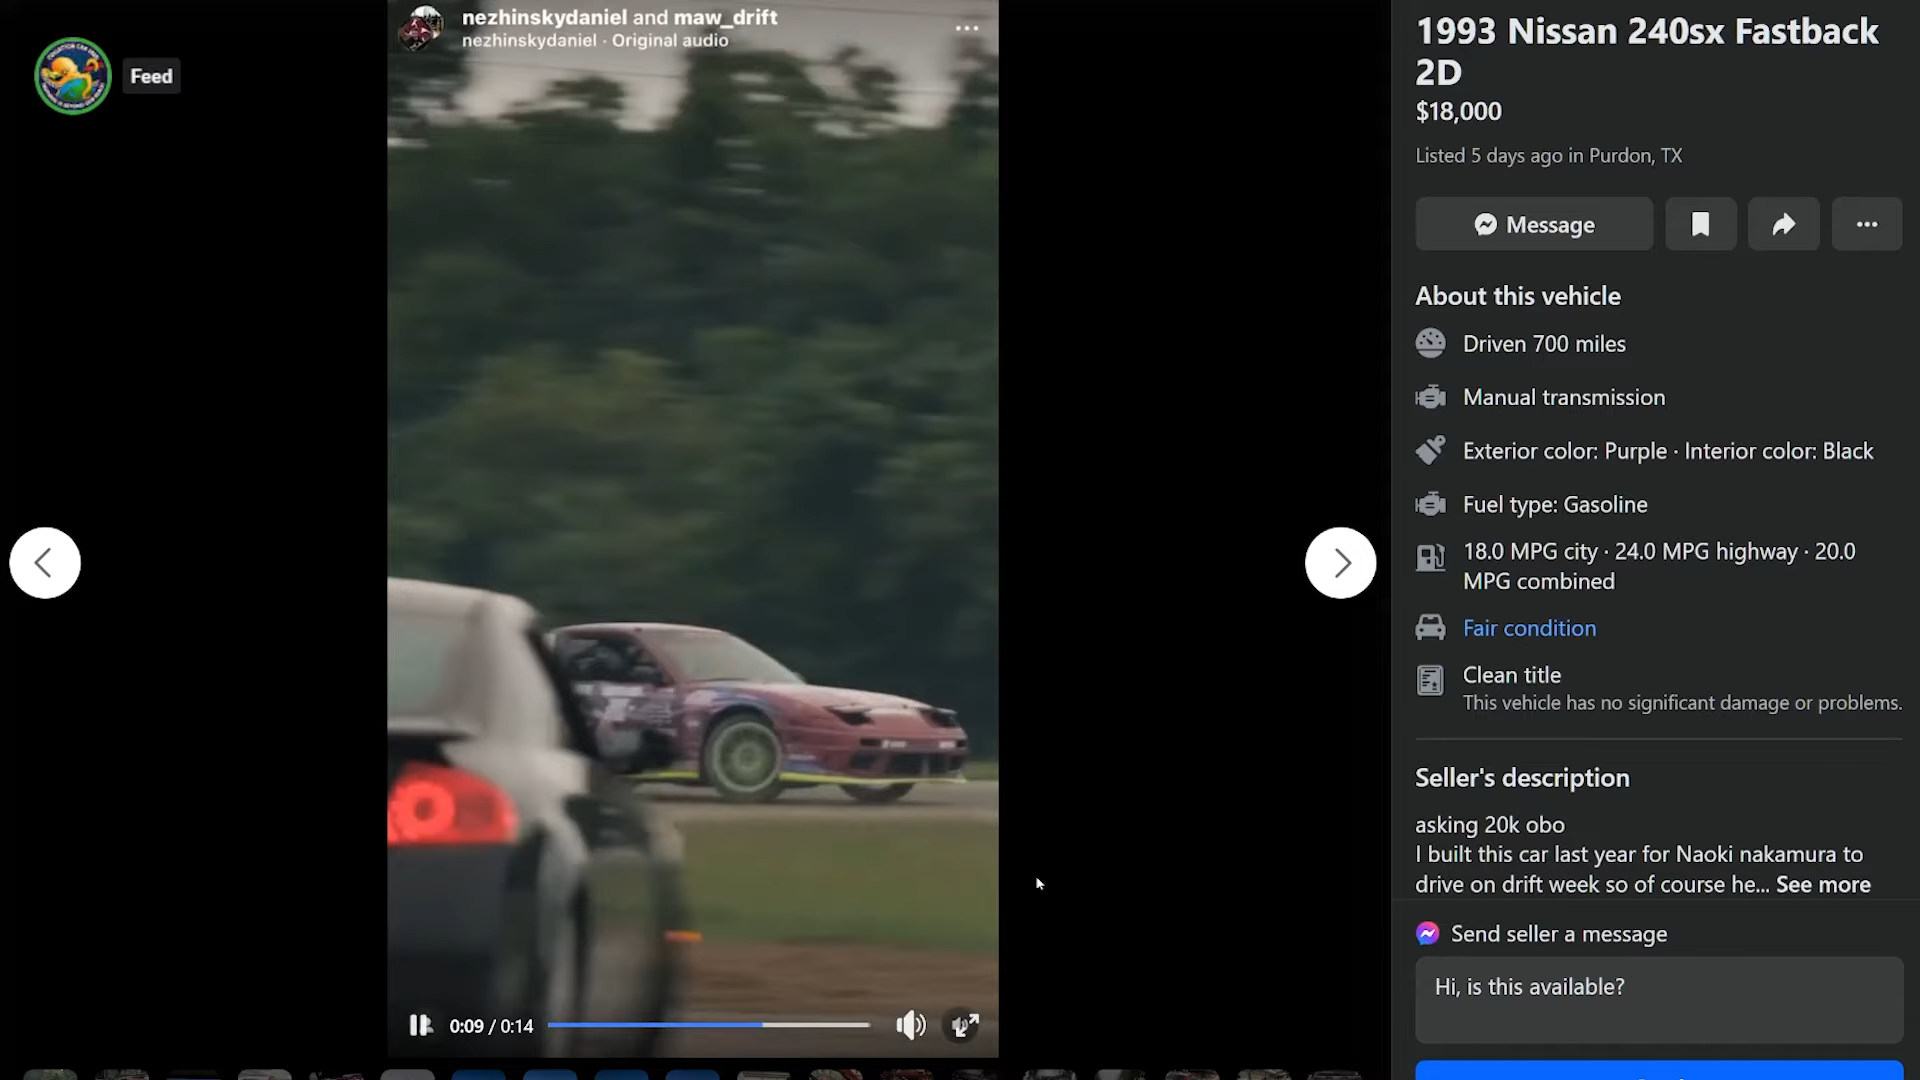 nezhinskydaniel and maw_drift
nezhinskydaniel · Original audio
Feed
0:09 / 0:14
1993 Nissan 240sx Fastback
2D
$18,000
Listed 5 days ago in Purdon, TX
Message
About this vehicle
Driven 700 miles
Manual transmission
Exterior color: Purple · Interior color: Black
Fuel type: Gasoline
18.0 MPG city · 24.0 MPG highway · 20.0
MPG combined
Fair condition
Clean title
This vehicle has no significant damage or problems.
Seller's description
asking 20k obo
I built this car last year for Naoki nakamura to
drive on drift week so of course he... See more
Send seller a message
Hi, is this available?